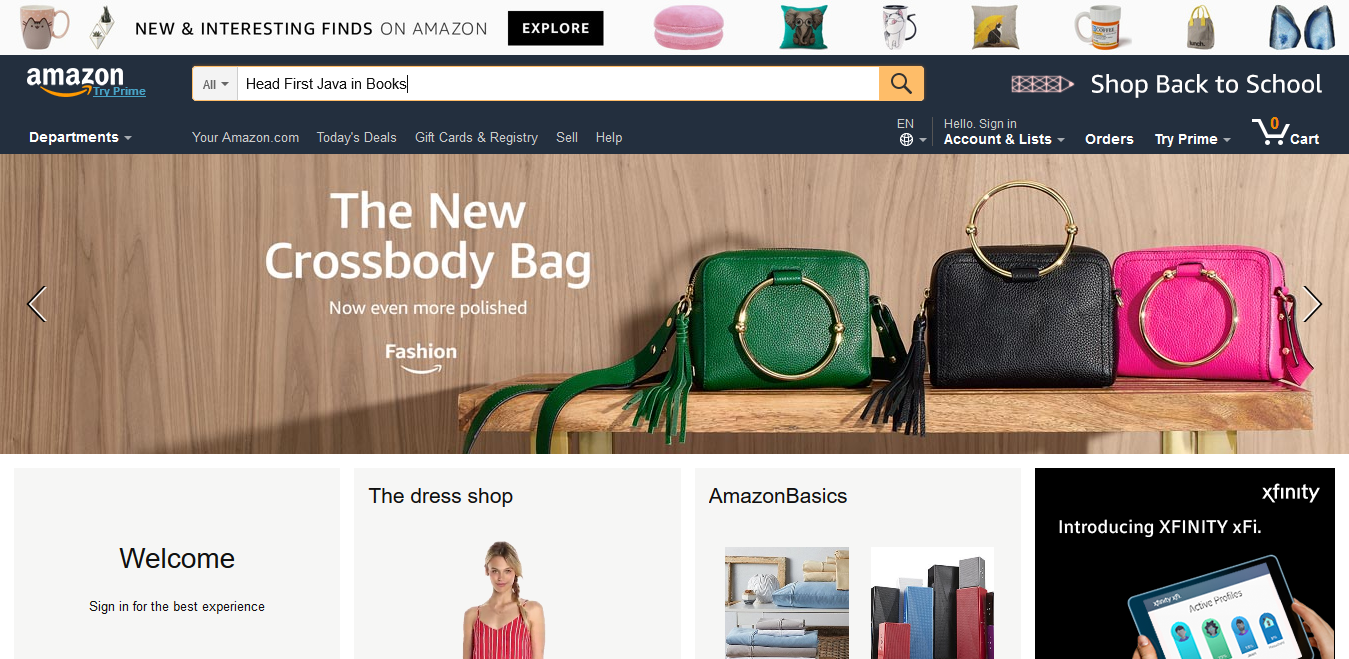 NEW & INTERESTING FINDS ON AMAZON
EXPLORE
lunch.
COFFEE
amazon
Try Prime
All
Head First Java in Books
Shop Back to School
Departments
Your Amazon.com
Today's Deals
Gift Cards & Registry
Sell
Help
EN
Hello. Sign in
Account & Lists
Orders
Try Prime
0
Cart
The New
Crossbody Bag
Now even more polished
Fashion
Welcome
Sign in for the best experience
The dress shop
AmazonBasics
xfinity
Introducing XFINITY xFi.
xfinity xfi
Active Profiles